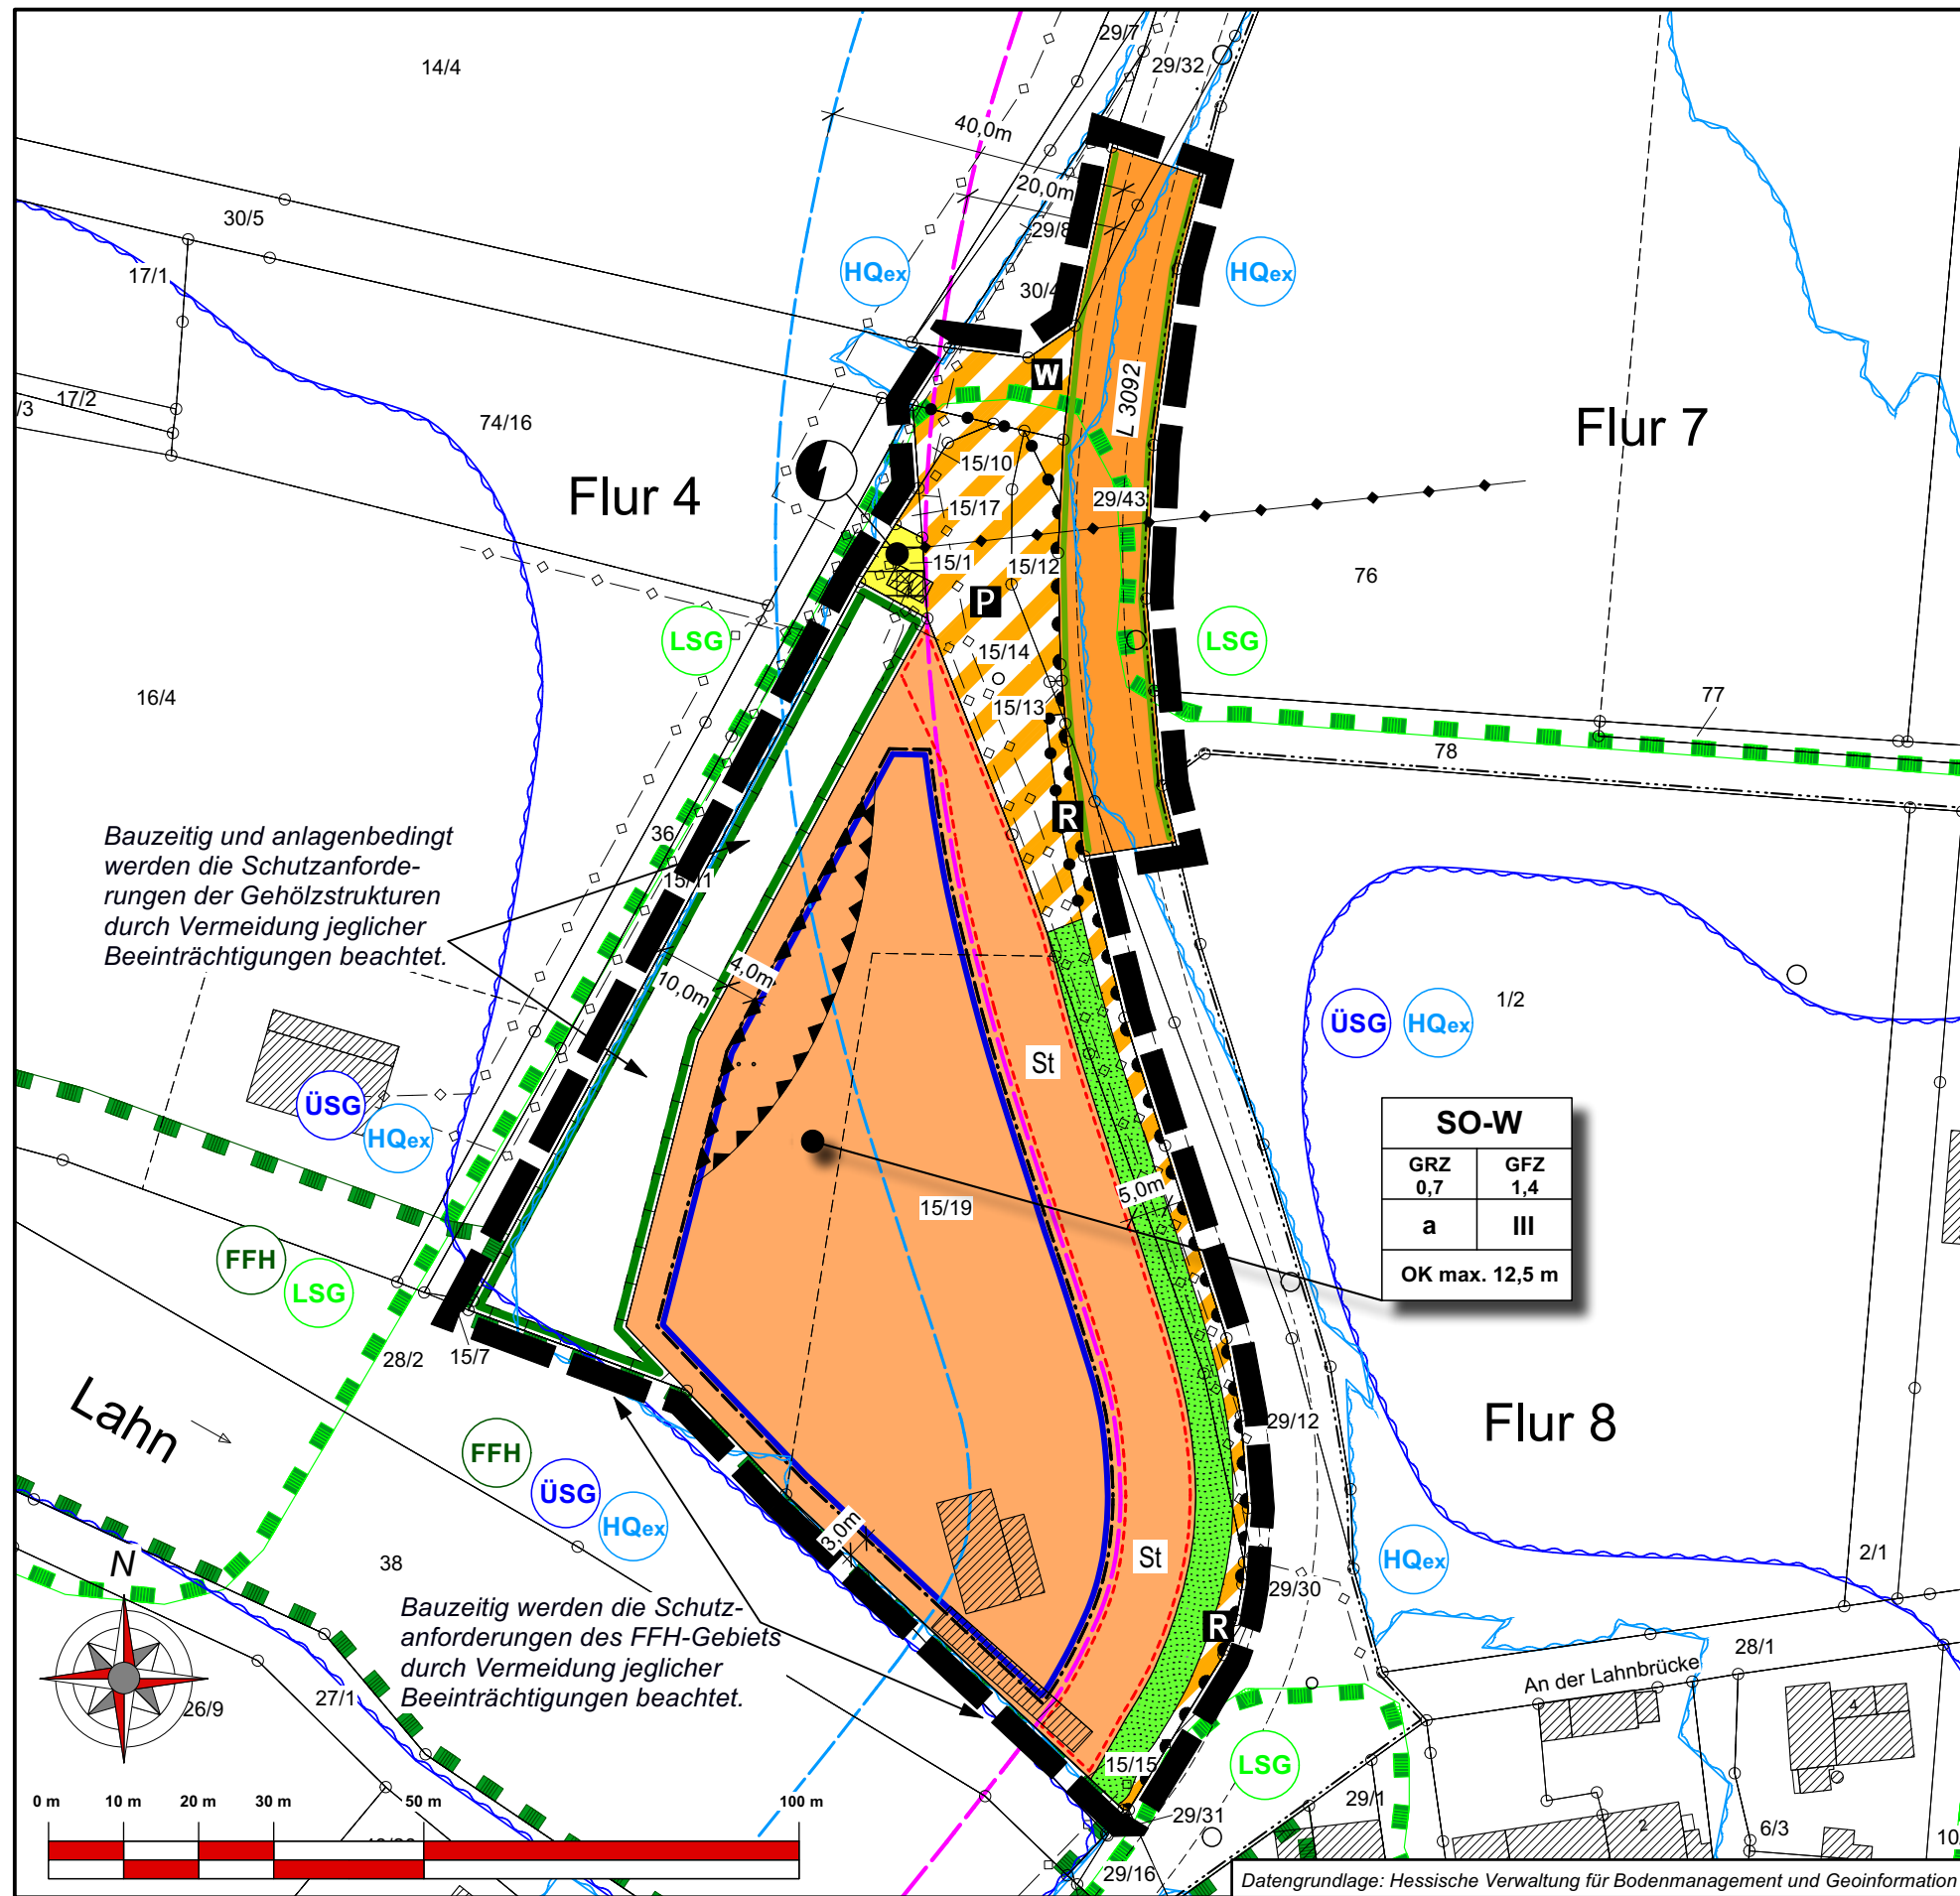 14/4
29/7
29/32
40,0m
20,0m
29/8
30/5
17/1
HQex
HQex
30/4
W
L 3092
17/2
/3
74/16
Flur 4
Flur 7
15/10
15/17
29/43
15/1
15/12
76
P
LSG
LSG
15/14
16/4
15/13
77
78
R
Bauzeitig und anlagenbedingt
werden die Schutzanforde-
rungen der Gehölzstrukturen
durch Vermeidung jeglicher
Beeinträchtigungen beachtet.
36
15/11
4,0m
10,0m
ÜSG
HQex
1/2
St
ÜSG
HQex
SO-W
GRZ
0,7
GFZ
1,4
a
III
OK max. 12,5 m
5,0m
15/19
FFH
LSG
28/2
15/7
Lahn
29/12
Flur 8
FFH
ÜSG
HQex
3,0m
St
HQex
2/1
N
38
29/30
R
Bauzeitig werden die Schutz-
anforderungen des FFH-Gebiets
durch Vermeidung jeglicher
Beeinträchtigungen beachtet.
28/1
An der Lahnbrücke
27/1
26/9
4
LSG
15/15
0 m
10 m
20 m
30 m
50 m
100 m
29/1
29/31
2
6/3
10
29/16
Datengrundlage: Hessische Verwaltung für Bodenmanagement und Geoinformation